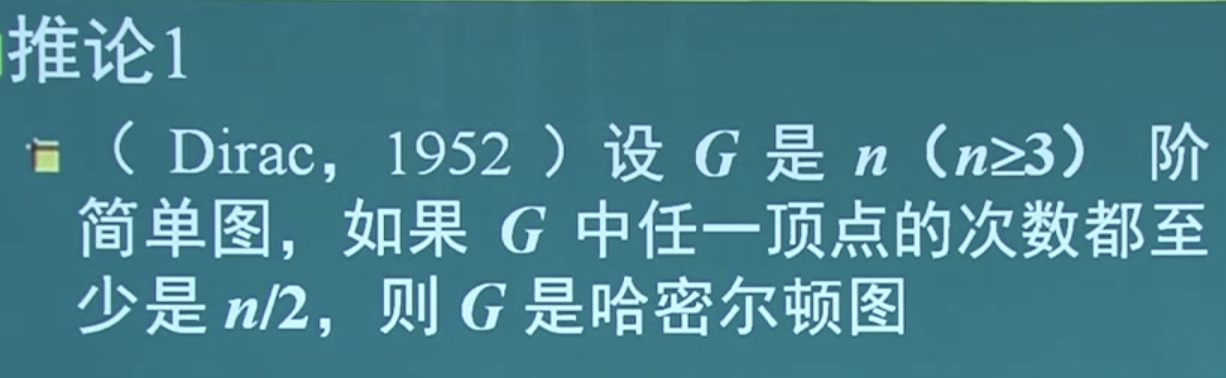 推论1
（ Dirac，1952 ）设 G 是 n（n≥3） 阶
简单图，如果 G 中任一顶点的次数都至
少是 n/2，则 G 是哈密尔顿图